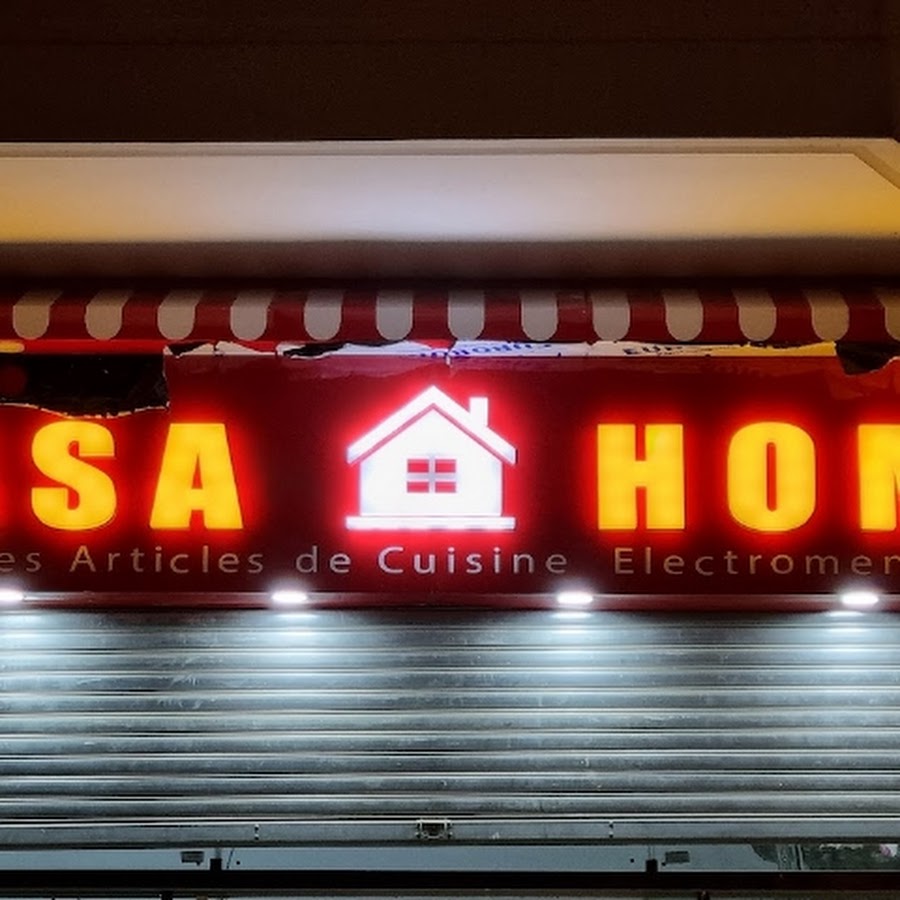 SA HOM
es Articles de Cuisine Electromen